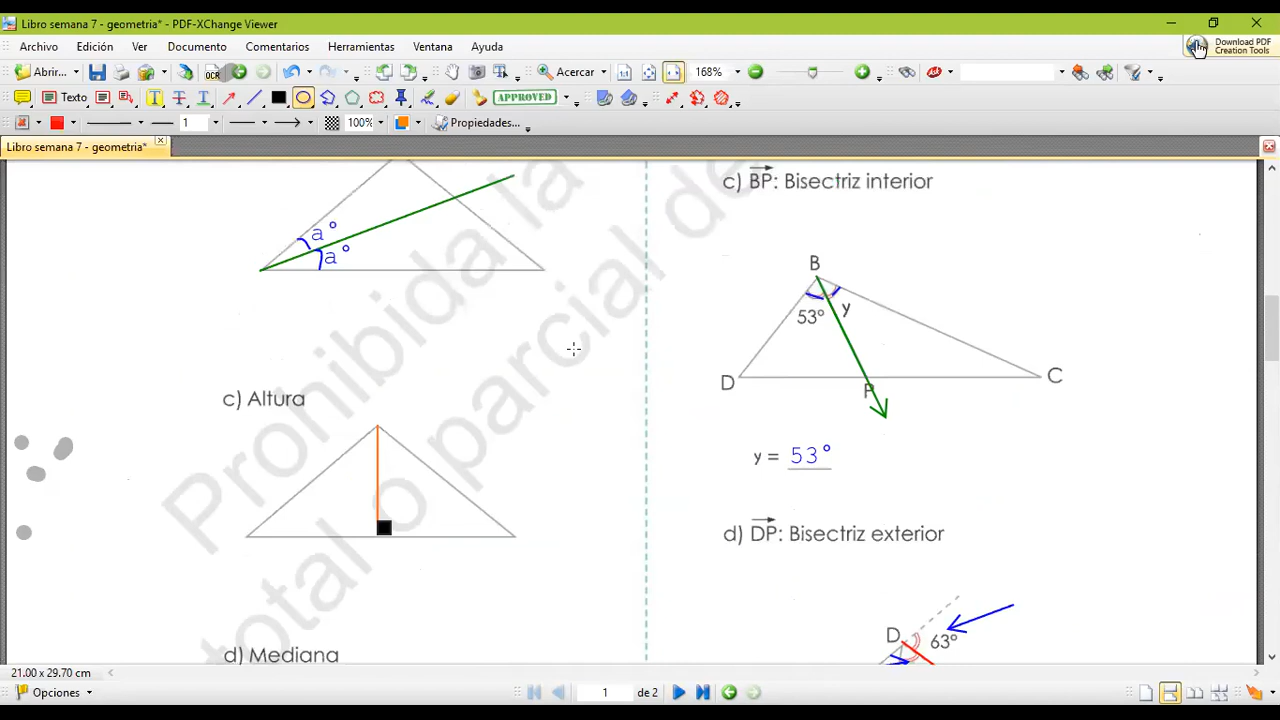 Libro semana 7 - geometria* - PDF-XChange Viewer
Archivo Edición Ver Documento Comentarios Herramientas Ventana Ayuda
Download PDF
Creation Tools
Abrir... OCR Acercar 168%
Texto T T T APPROVED
1 100% Propiedades...
Libro semana 7 - geometria*
a°
a°
c) Altura
d) Mediana
Prohibida la
total o parcial de
c) BP: Bisectriz interior
B
53° y
D P C
y = 53°
d) DP: Bisectriz exterior
D 63°
21.00 x 29.70 cm
Opciones 1 de 2